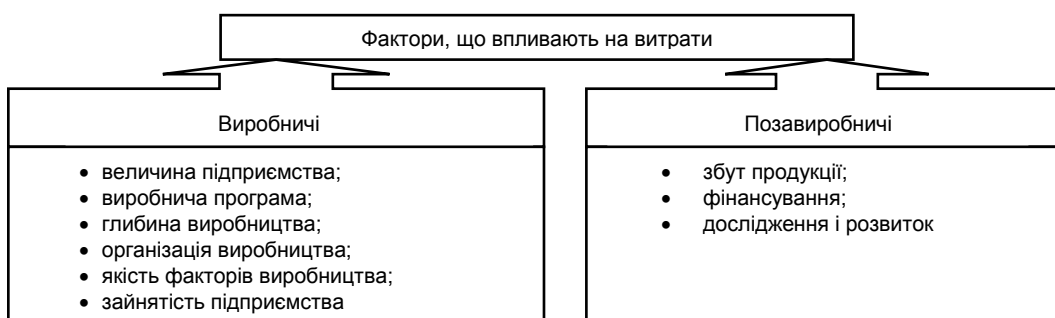 Фактори, що впливають на витрати
Виробничі
• величина підприємства;
• виробнича програма;
• глибина виробництва;
• організація виробництва;
• якість факторів виробництва;
• зайнятість підприємства
Позавиробничі
• збут продукції;
• фінансування;
• дослідження і розвиток